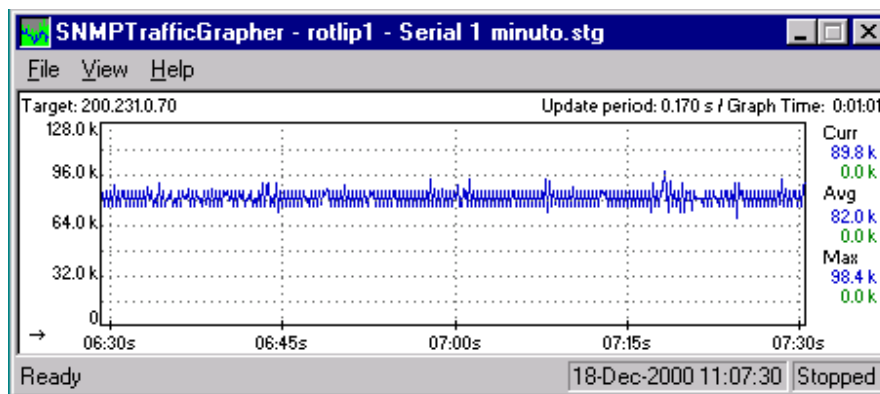 SNMPTrafficGrapher - rotlip1 - Serial 1 minuto.stg
File View Help
Target: 200.231.0.70 Update period: 0.170 s / Graph Time: 0:01:01
128.0 k
96.0 k
64.0 k
32.0 k
0
Curr
89.8 k
0.0 k
Avg
82.0 k
0.0 k
Max
98.4 k
0.0 k
06:30s 06:45s 07:00s 07:15s 07:30s
Ready 18-Dec-2000 11:07:30 Stopped